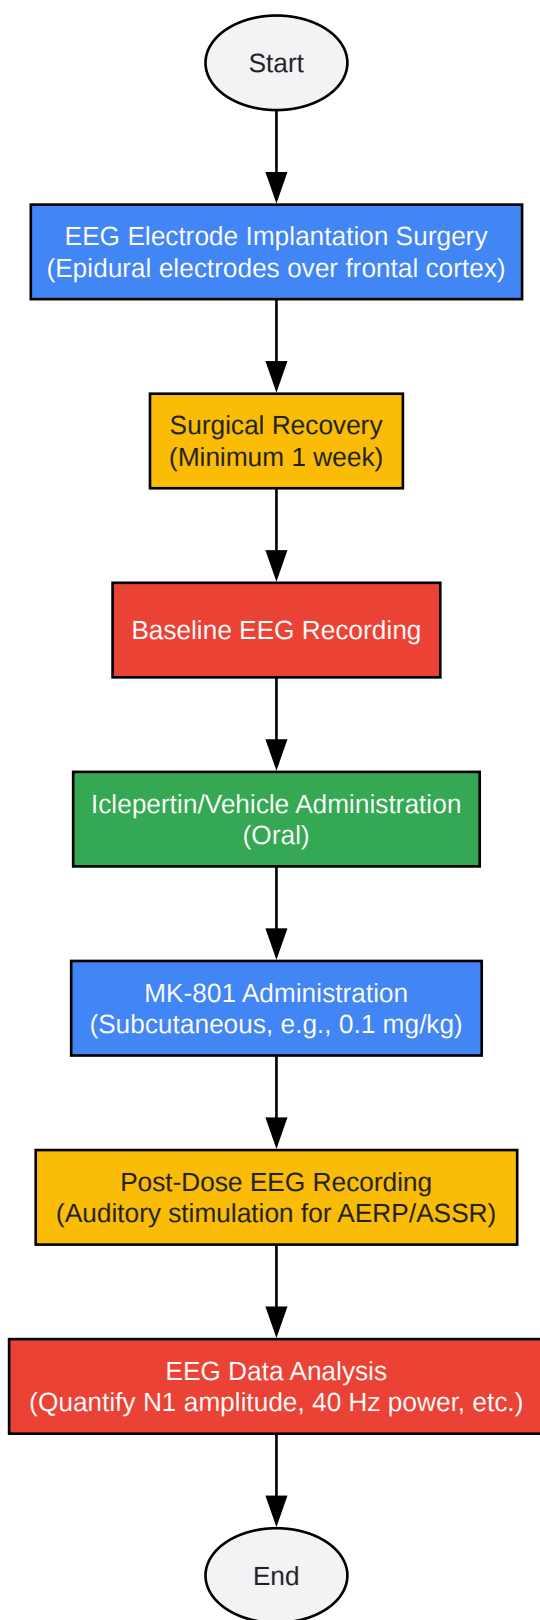 Start
EEG Electrode Implantation Surgery
(Epidural electrodes over frontal cortex)
Surgical Recovery
(Minimum 1 week)
Baseline EEG Recording
Iclepertin/Vehicle Administration
(Oral)
MK-801 Administration
(Subcutaneous, e.g., 0.1 mg/kg)
Post-Dose EEG Recording
(Auditory stimulation for AERP/ASSR)
EEG Data Analysis
(Quantify N1 amplitude, 40 Hz power, etc.)
End